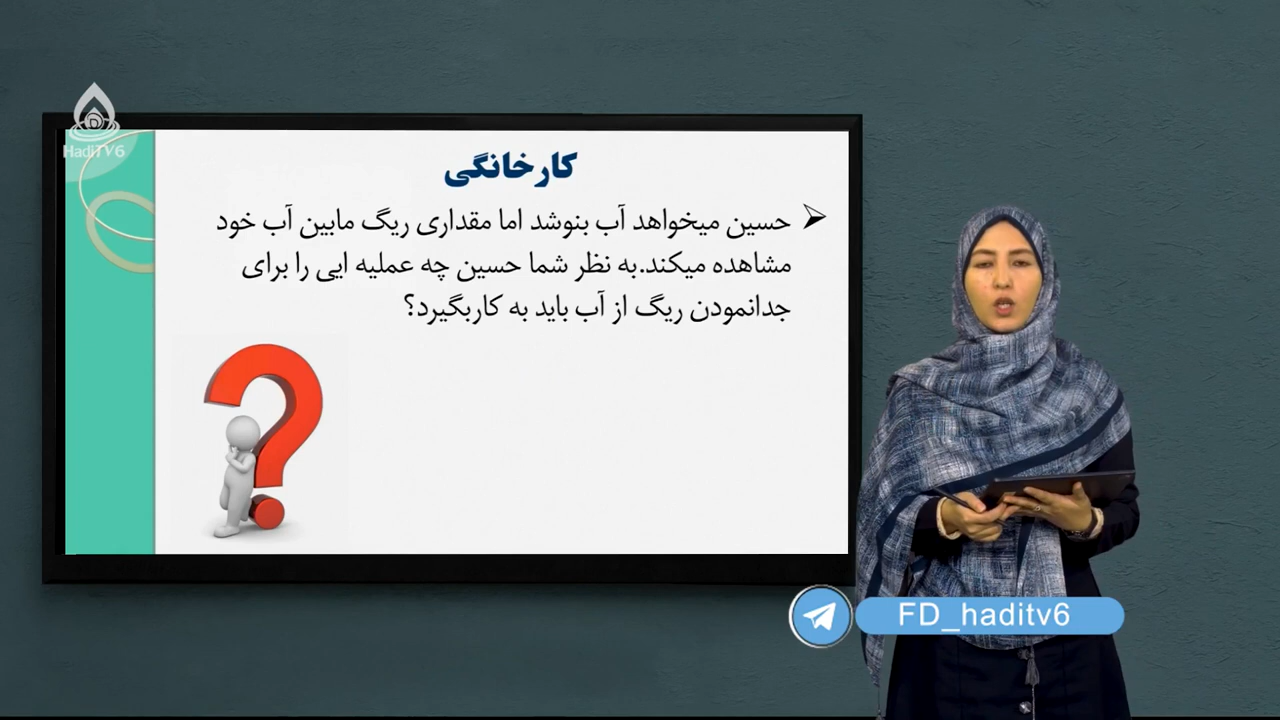 HadiTV6
کارخانگی
حسین میخواهد آب بنوشد اما مقداری ریگ مابین آب خود
مشاهده میکند.به نظر شما حسین چه عملیه ایی را برای
جدانمودن ریگ از آب باید به کاربگیرد؟
FD_haditv6